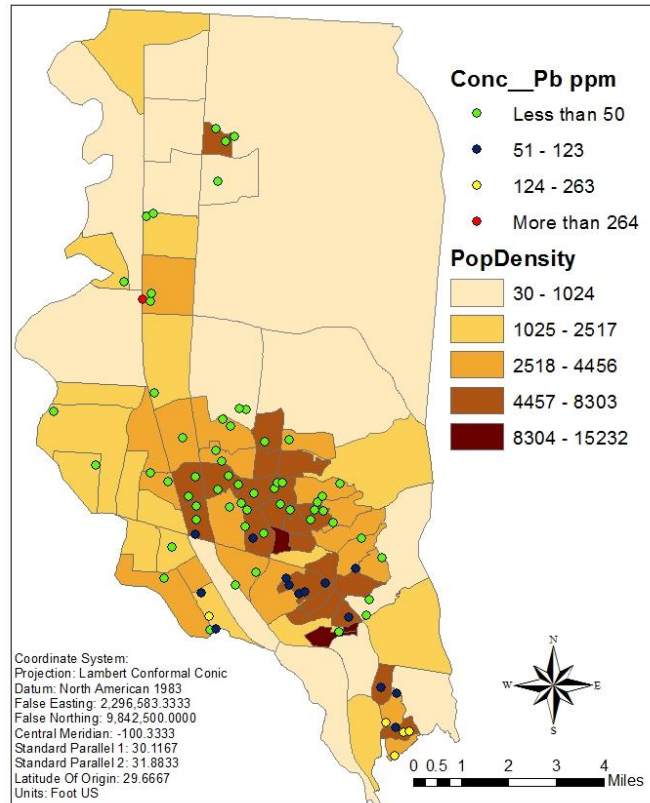 Conc__Pb ppm
Less than 50
51 - 123
124 - 263
More than 264
PopDensity
30 - 1024
1025 - 2517
2518 - 4456
4457 - 8303
8304 - 15232
Coordinate System:
Projection: Lambert Conformal Conic
Datum: North American 1983
False Easting: 2,296,583.3333
False Northing: 9,842,500.0000
Central Meridian: -100.3333
Standard Parallel 1: 30.1167
Standard Parallel 2: 31.8833
Latitude Of Origin: 29.6667
Units: Foot US
N
W E
S
0 0.5 1 2 3 4
Miles